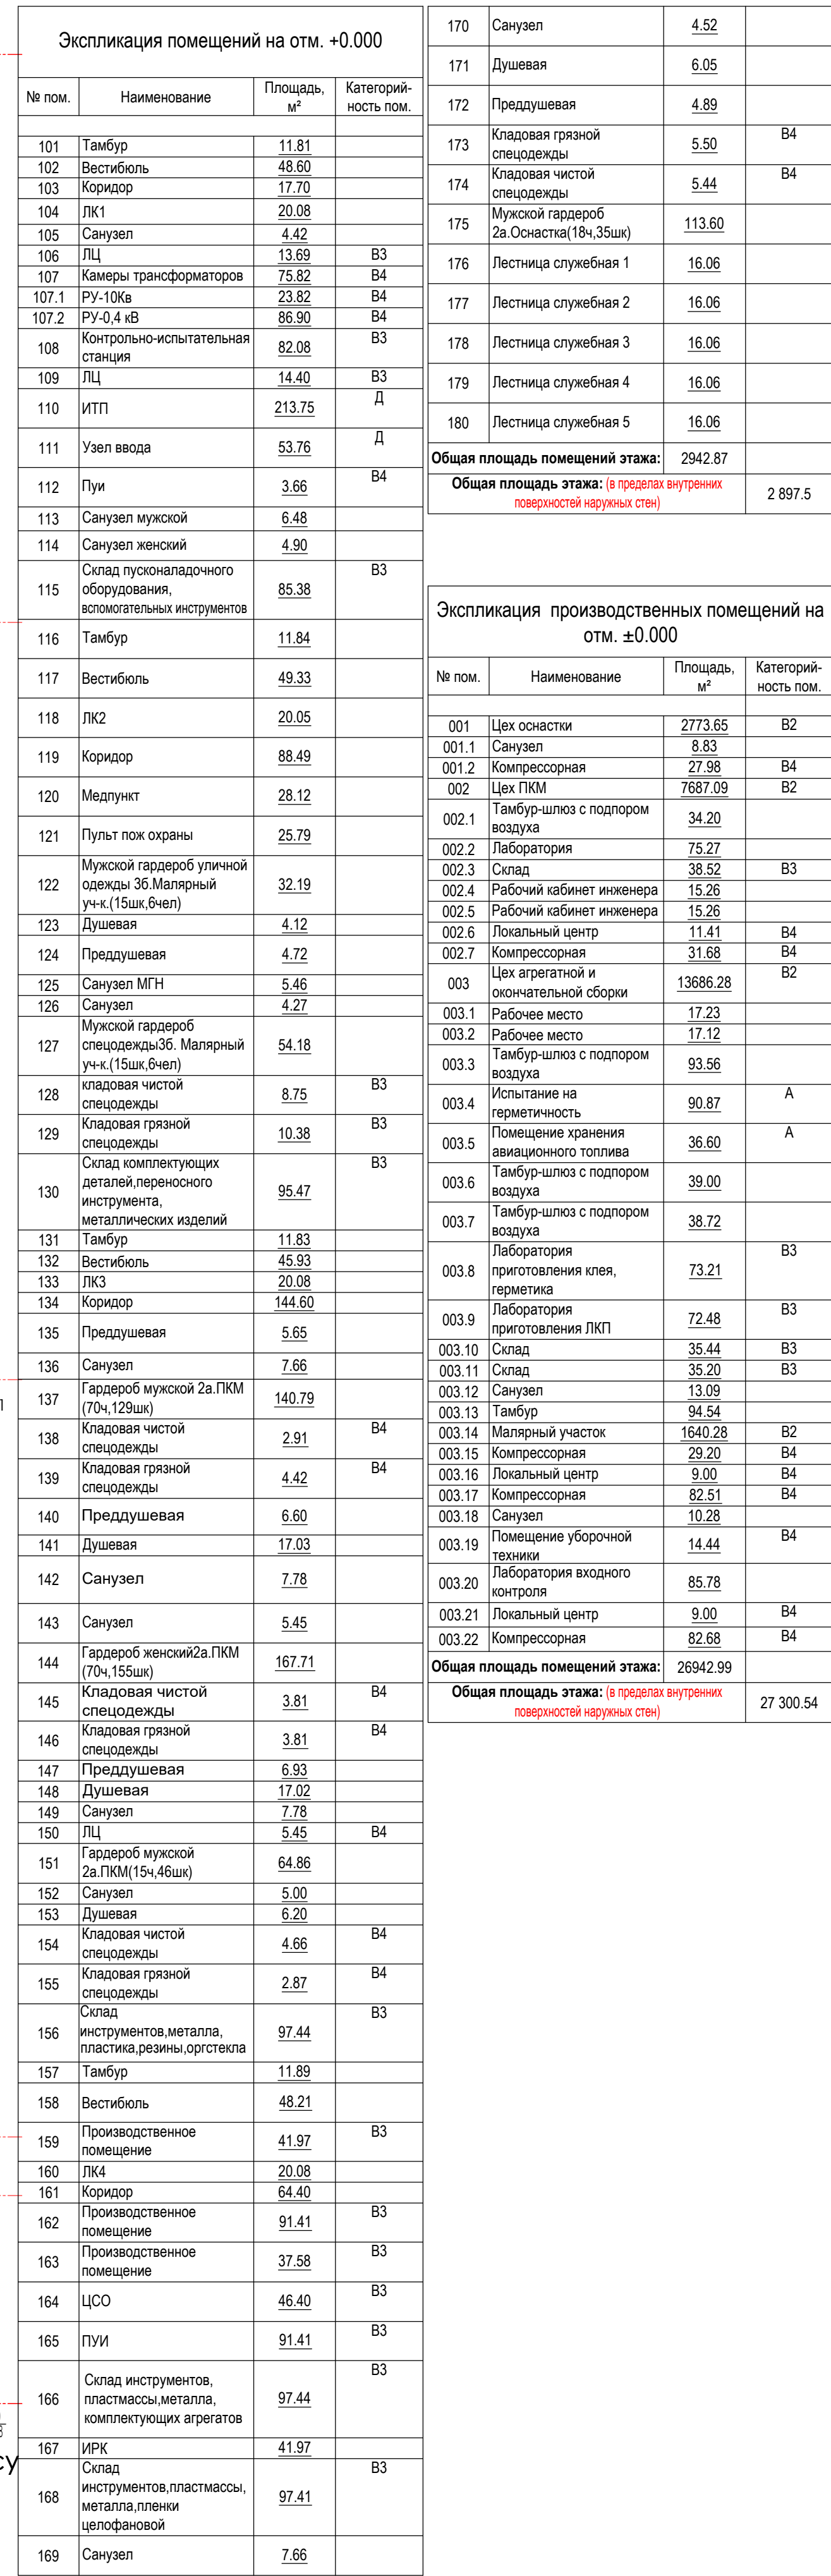 Экспликация помещений на отм. +0.000
№ пом. Наименование Площадь, м² Категорий-ность пом.
101 Тамбур 11.81
102 Вестибюль 48.60
103 Коридор 17.70
104 ЛК1 20.08
105 Санузел 4.42
106 ЛЦ 13.69 В3
107 Камеры трансформаторов 75.82 В4
107.1 РУ-10Кв 23.82 В4
107.2 РУ-0,4 кВ 86.90 В4
108 Контрольно-испытательная
станция 82.08 В3
109 ЛЦ 14.40 В3
110 ИТП 213.75 Д
111 Узел ввода 53.76 Д
112 Пуи 3.66 В4
113 Санузел мужской 6.48
114 Санузел женский 4.90
115 Склад пусконаладочного
оборудования,
вспомогательных инструментов 85.38 В3
116 Тамбур 11.84
117 Вестибюль 49.33
118 ЛК2 20.05
119 Коридор 88.49
120 Медпункт 28.12
121 Пульт пож охраны 25.79
122 Мужской гардероб уличной
одежды 3б.Малярный
уч-к.(15шк,6чел) 32.19
123 Душевая 4.12
124 Преддушевая 4.72
125 Санузел МГН 5.46
126 Санузел 4.27
127 Мужской гардероб
спецодежды3б. Малярный
уч-к.(15шк,6чел) 54.18
128 кладовая чистой
спецодежды 8.75 В3
129 Кладовая грязной
спецодежды 10.38 В3
130 Склад комплектующих
деталей,переносного
инструмента,
металлических изделий 95.47 В3
131 Тамбур 11.83
132 Вестибюль 45.93
133 ЛК3 20.08
134 Коридор 144.60
135 Преддушевая 5.65
136 Санузел 7.66
137 Гардероб мужской 2а.ПКМ
(70ч,129шк) 140.79
138 Кладовая чистой
спецодежды 2.91 В4
139 Кладовая грязной
спецодежды 4.42 В4
140 Преддушевая 6.60
141 Душевая 17.03
142 Санузел 7.78
143 Санузел 5.45
144 Гардероб женский2а.ПКМ
(70ч,155шк) 167.71
145 Кладовая чистой
спецодежды 3.81 В4
146 Кладовая грязной
спецодежды 3.81 В4
147 Преддушевая 6.93
148 Душевая 17.02
149 Санузел 7.78
150 ЛЦ 5.45 В4
151 Гардероб мужской
2а.ПКМ(15ч,46шк) 64.86
152 Санузел 5.00
153 Душевая 6.20
154 Кладовая чистой
спецодежды 4.66 В4
155 Кладовая грязной
спецодежды 2.87 В4
156 Склад
инструментов,металла,
пластика,резины,оргстекла 97.44 В3
157 Тамбур 11.89
158 Вестибюль 48.21
159 Производственное
помещение 41.97 В3
160 ЛК4 20.08
161 Коридор 64.40
162 Производственное
помещение 91.41 В3
163 Производственное
помещение 37.58 В3
164 ЦСО 46.40 В3
165 ПУИ 91.41 В3
166 Склад инструментов,
пластмассы,металла,
комплектующих агрегатов 97.44 В3
167 ИРК 41.97
168 Склад
инструментов,пластмассы,
металла,пленки
целофановой 97.41 В3
169 Санузел 7.66
170 Санузел 4.52
171 Душевая 6.05
172 Преддушевая 4.89
173 Кладовая грязной
спецодежды 5.50 В4
174 Кладовая чистой
спецодежды 5.44 В4
175 Мужской гардероб
2а.Оснастка(18ч,35шк) 113.60
176 Лестница служебная 1 16.06
177 Лестница служебная 2 16.06
178 Лестница служебная 3 16.06
179 Лестница служебная 4 16.06
180 Лестница служебная 5 16.06
Общая площадь помещений этажа: 2942.87
Общая площадь этажа: (в пределах внутренних
поверхностей наружных стен) 2 897.5
Экспликация производственных помещений на
отм. ±0.000
№ пом. Наименование Площадь, м² Категорий-ность пом.
001 Цех оснастки 2773.65 В2
001.1 Санузел 8.83
001.2 Компрессорная 27.98 В4
002 Цех ПКМ 7687.09 В2
002.1 Тамбур-шлюз с подпором
воздуха 34.20
002.2 Лаборатория 75.27
002.3 Склад 38.52 В3
002.4 Рабочий кабинет инженера 15.26
002.5 Рабочий кабинет инженера 15.26
002.6 Локальный центр 11.41 В4
002.7 Компрессорная 31.68 В4
003 Цех агрегатной и
окончательной сборки 13686.28 В2
003.1 Рабочее место 17.23
003.2 Рабочее место 17.12
003.3 Тамбур-шлюз с подпором
воздуха 93.56
003.4 Испытание на
герметичность 90.87 А
003.5 Помещение хранения
авиационного топлива 36.60 А
003.6 Тамбур-шлюз с подпором
воздуха 39.00
003.7 Тамбур-шлюз с подпором
воздуха 38.72
003.8 Лаборатория
приготовления клея,
герметика 73.21 В3
003.9 Лаборатория
приготовления ЛКП 72.48 В3
003.10 Склад 35.44 В3
003.11 Склад 35.20 В3
003.12 Санузел 13.09
003.13 Тамбур 94.54
003.14 Малярный участок 1640.28 В2
003.15 Компрессорная 29.20 В4
003.16 Локальный центр 9.00 В4
003.17 Компрессорная 82.51 В4
003.18 Санузел 10.28
003.19 Помещение уборочной
техники 14.44 В4
003.20 Лаборатория входного
контроля 85.78
003.21 Локальный центр 9.00 В4
003.22 Компрессорная 82.68 В4
Общая площадь помещений этажа: 26942.99
Общая площадь этажа: (в пределах внутренних
поверхностей наружных стен) 27 300.54